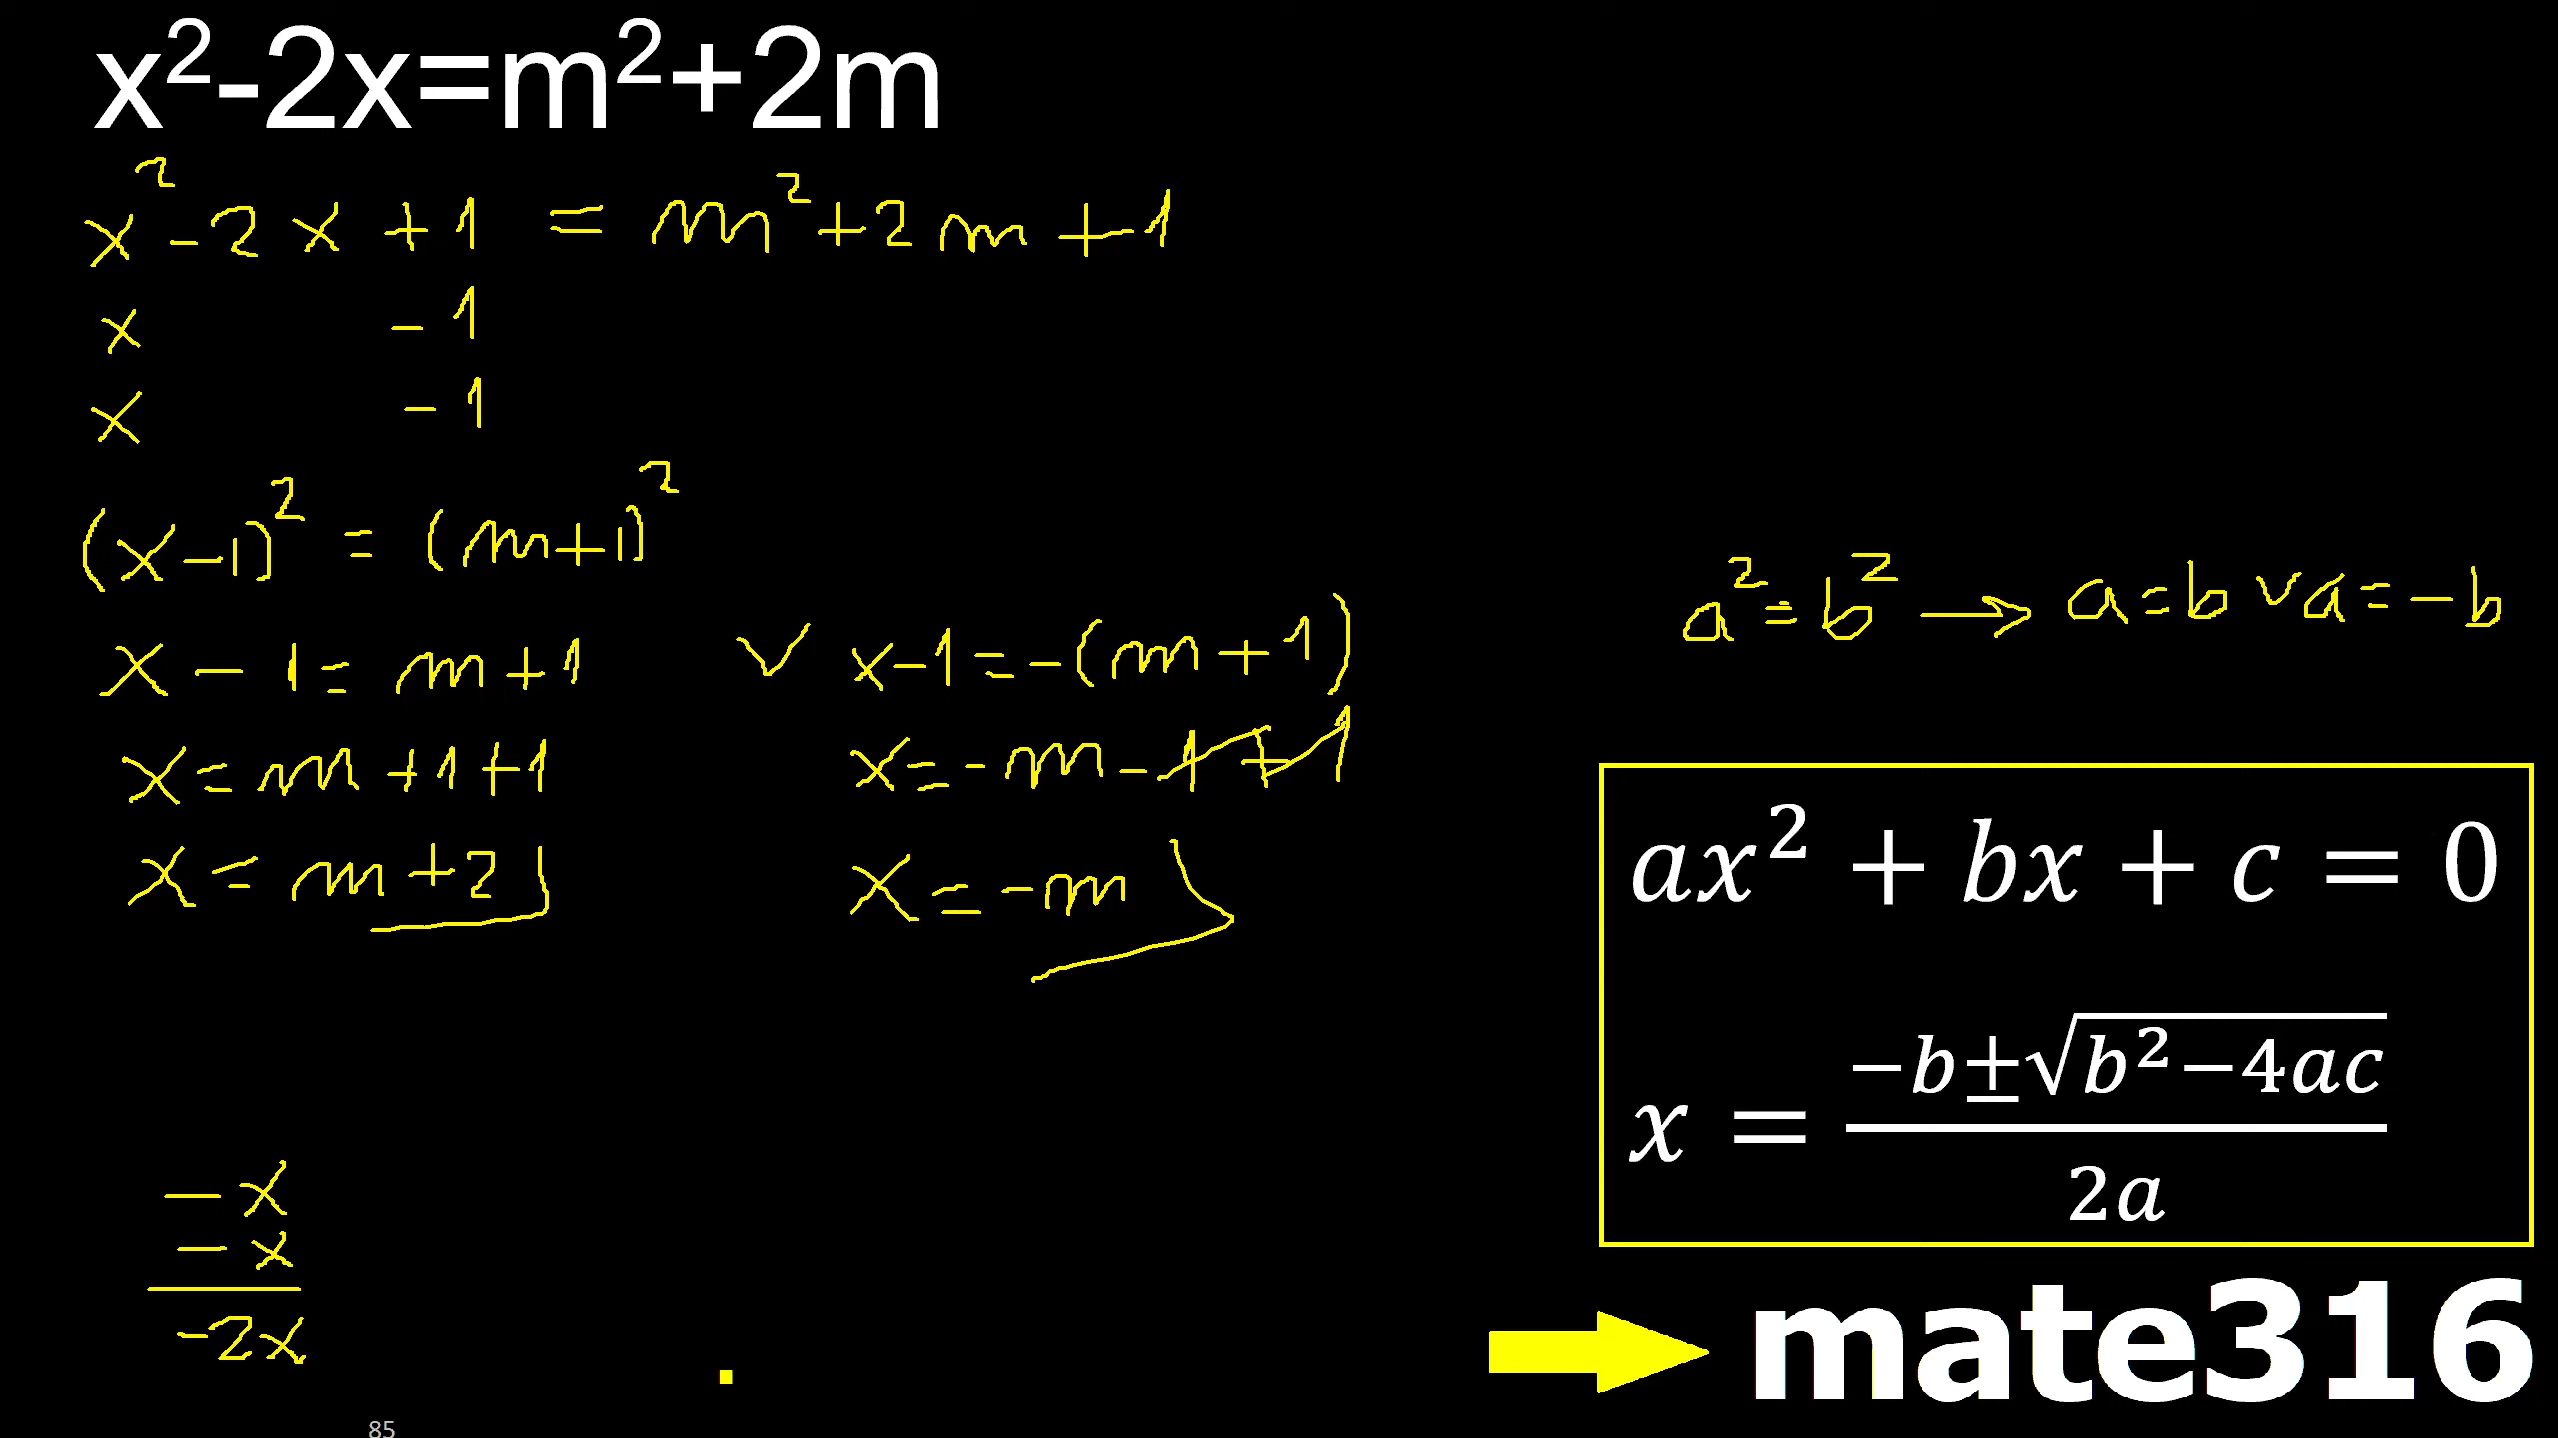 x²-2x=m²+2m
x² - 2x + 1 = m² + 2m + 1
x - 1
x - 1
(x-1)² = (m+1)²
a² = b² → a = b ∨ a = -b
x - 1 = m + 1 ∨ x - 1 = -(m + 1)
x = m + 1 + 1 x = -m - 1 + 1
x = m + 2 x = -m
ax² + bx + c = 0
x = (-b±√(b²-4ac))/(2a)
- x
- x
-2x
mate316
85